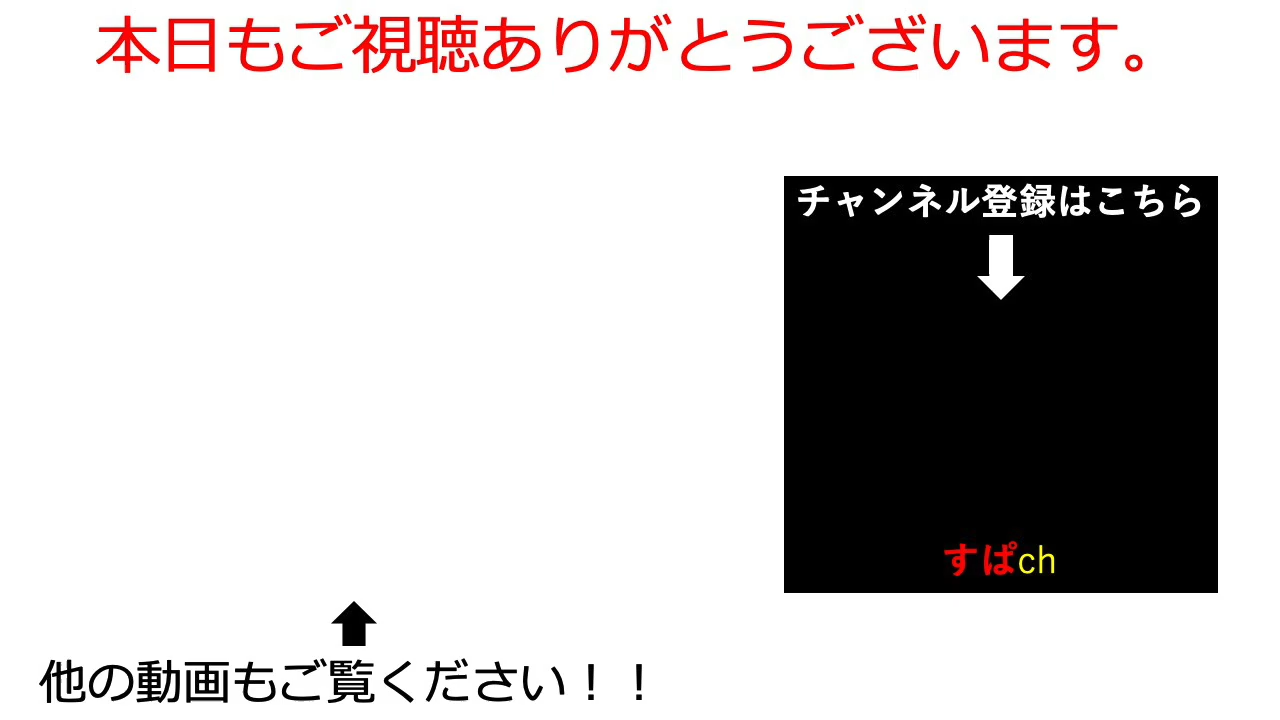 本日もご視聴ありがとうございます。
チャンネル登録はこちら
すぱch
他の動画もご覧ください！！